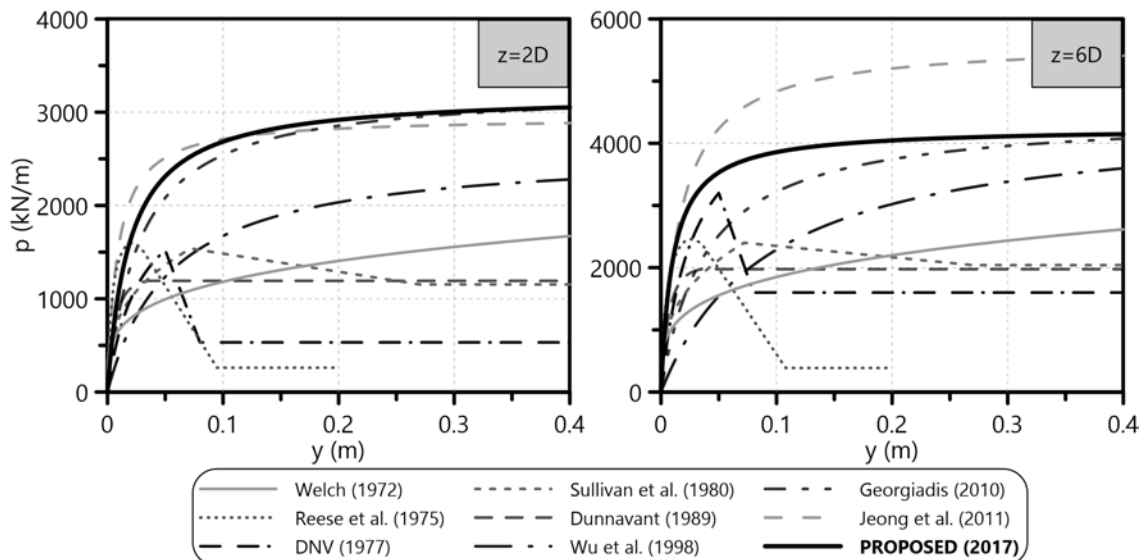 4000
3000
2000
1000
0
p (kN/m)
z=2D
0 0.1 0.2 0.3 0.4
y (m)
6000
4000
2000
0
z=6D
0 0.1 0.2 0.3 0.4
y (m)
Welch (1972) Sullivan et al. (1980) Georgiadis (2010)
Reese et al. (1975) Dunnavant (1989) Jeong et al. (2011)
DNV (1977) Wu et al. (1998) PROPOSED (2017)